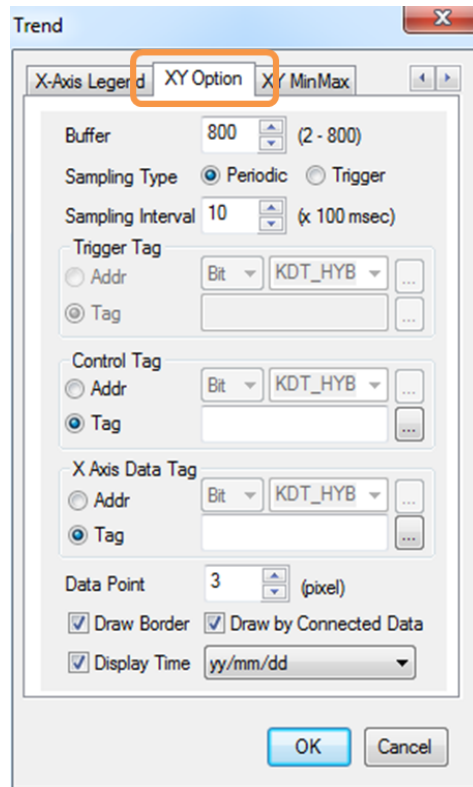 Trend
X-Axis Legend XY Option XY MinMax
Buffer 800 (2 - 800)
Sampling Type Periodic Trigger
Sampling Interval 10 (x 100 msec)
Trigger Tag
Addr Bit KDT_HYB ...
Tag ...
Control Tag
Addr Bit KDT_HYB ...
Tag ...
X Axis Data Tag
Addr Bit KDT_HYB ...
Tag ...
Data Point 3 (pixel)
Draw Border Draw by Connected Data
Display Time yy/mm/dd
OK Cancel